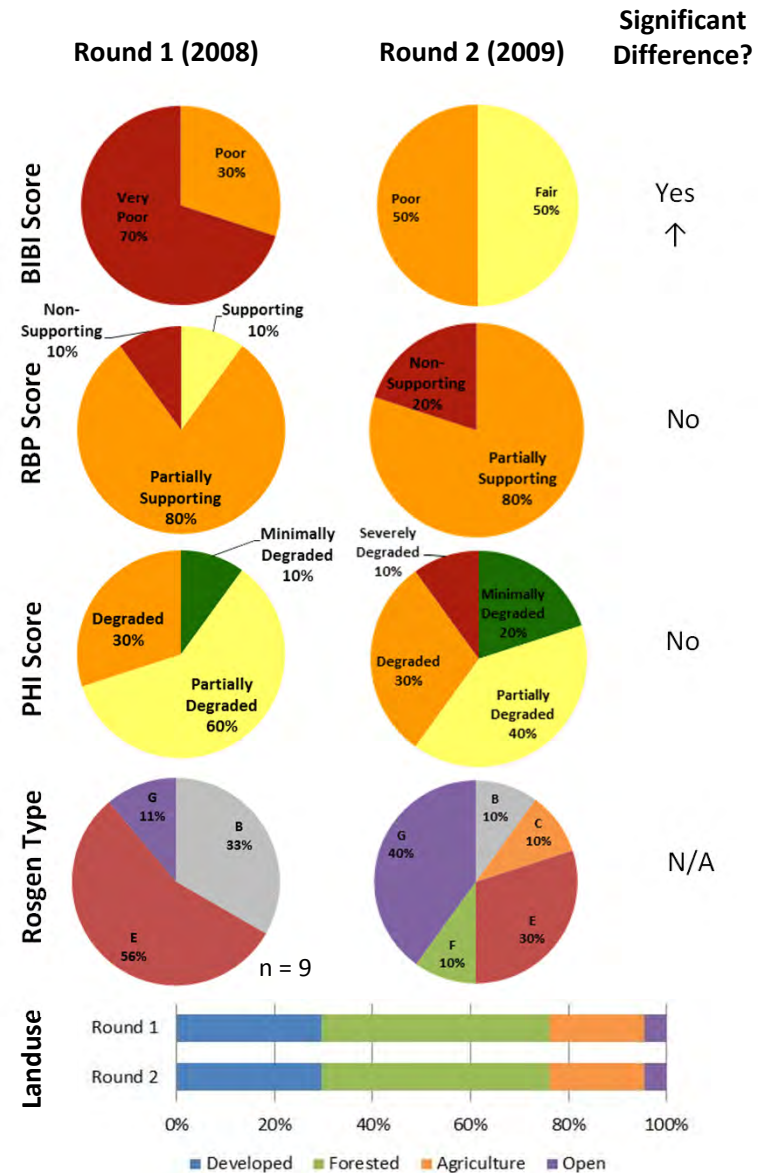 Significant
Round 1 (2008) Round 2 (2009) Difference?
BIBI Score
Poor
30%
Very
Poor
70%
Poor
50%
Fair
50%
Yes
↑
RBP Score
Non-
Supporting
10%
Supporting
10%
Partially
Supporting
80%
Non-
Supporting
20%
Partially
Supporting
80%
No
PHI Score
Minimally
Degraded
10%
Degraded
30%
Partially
Degraded
60%
Severely
Degraded
10%
Minimally
Degraded
20%
Degraded
30%
Partially
Degraded
40%
No
Rosgen Type
G
11%
B
33%
E
56%
n = 9
B
10%
C
10%
G
40%
E
30%
F
10%
N/A
Landuse
Round 1
Round 2
0% 20% 40% 60% 80% 100%
Developed Forested Agriculture Open